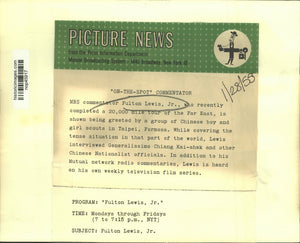 PICTURE NEWS
from the Press Information Department
Mutual Broadcasting System • 1440 Broadway, New York 18
1/28/55
"ON-THE-SPOT" COMMENTATOR
MBS commentator Fulton Lewis, Jr., who recently
completed a 20,000 mile tour of the Far East, is
shown being greeted by a group of Chinese boy and
girl scouts in Taipei, Formosa. While covering the
tense situation in that part of the world, Lewis
interviewed Generalissimo Chiang Kai-shek and other
Chinese Nationalist officials. In addition to his
Mutual network radio commentaries, Lewis is heard
on his own weekly television film series.
PROGRAM: "Fulton Lewis, Jr."
TIME: Mondays through Fridays
(7 to 7:15 p.m., NYT)
SUBJECT: Fulton Lewis, Jr.